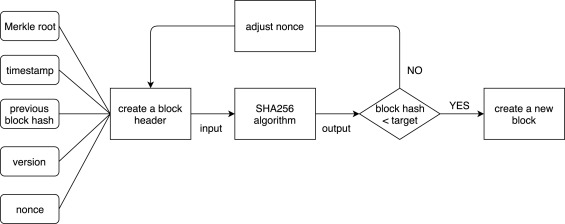 Merkle root
timestamp
previous
block hash
version
nonce
create a block
header
adjust nonce
input
SHA256
algorithm
output
block hash
< target
NO
YES
create a new
block